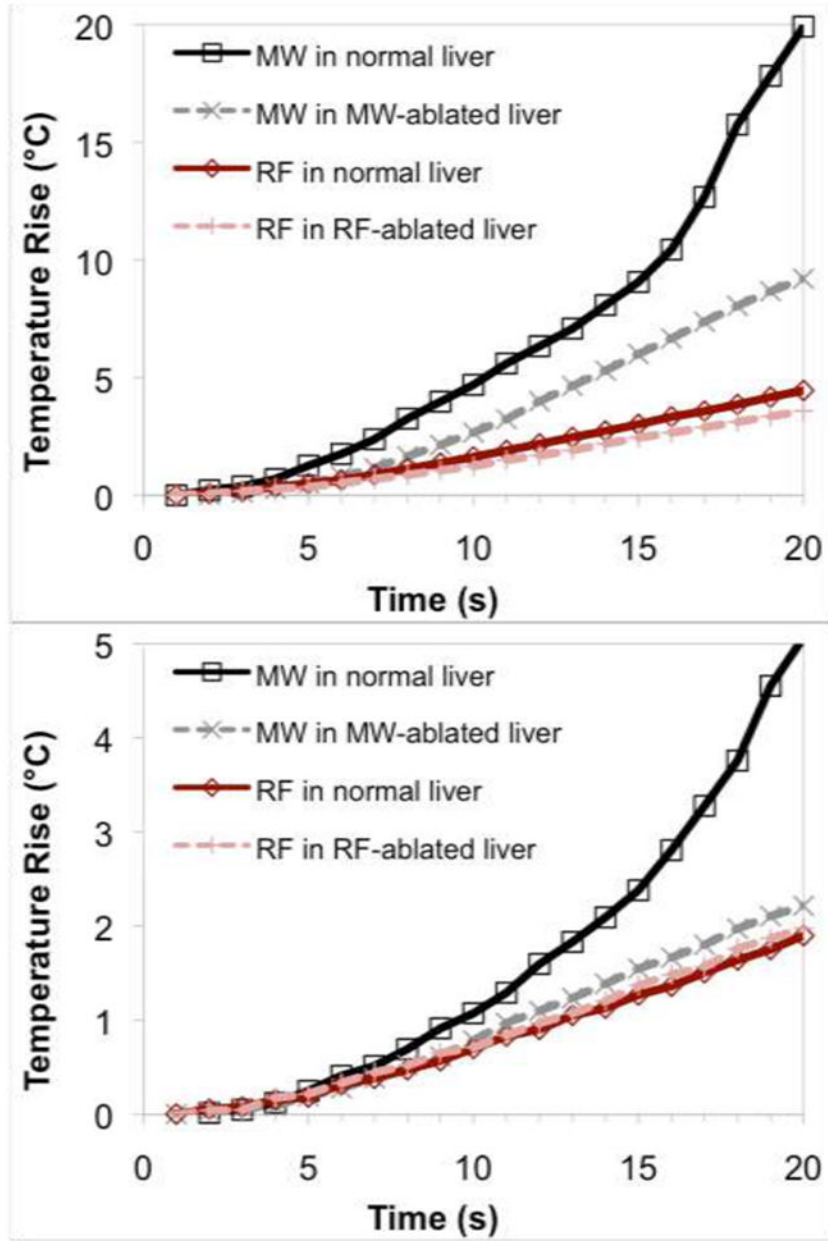 Temperature Rise (°C)
20
15
10
5
0
MW in normal liver
MW in MW-ablated liver
RF in normal liver
RF in RF-ablated liver
0 5 10 15 20
Time (s)
Temperature Rise (°C)
5
4
3
2
1
0
MW in normal liver
MW in MW-ablated liver
RF in normal liver
RF in RF-ablated liver
0 5 10 15 20
Time (s)